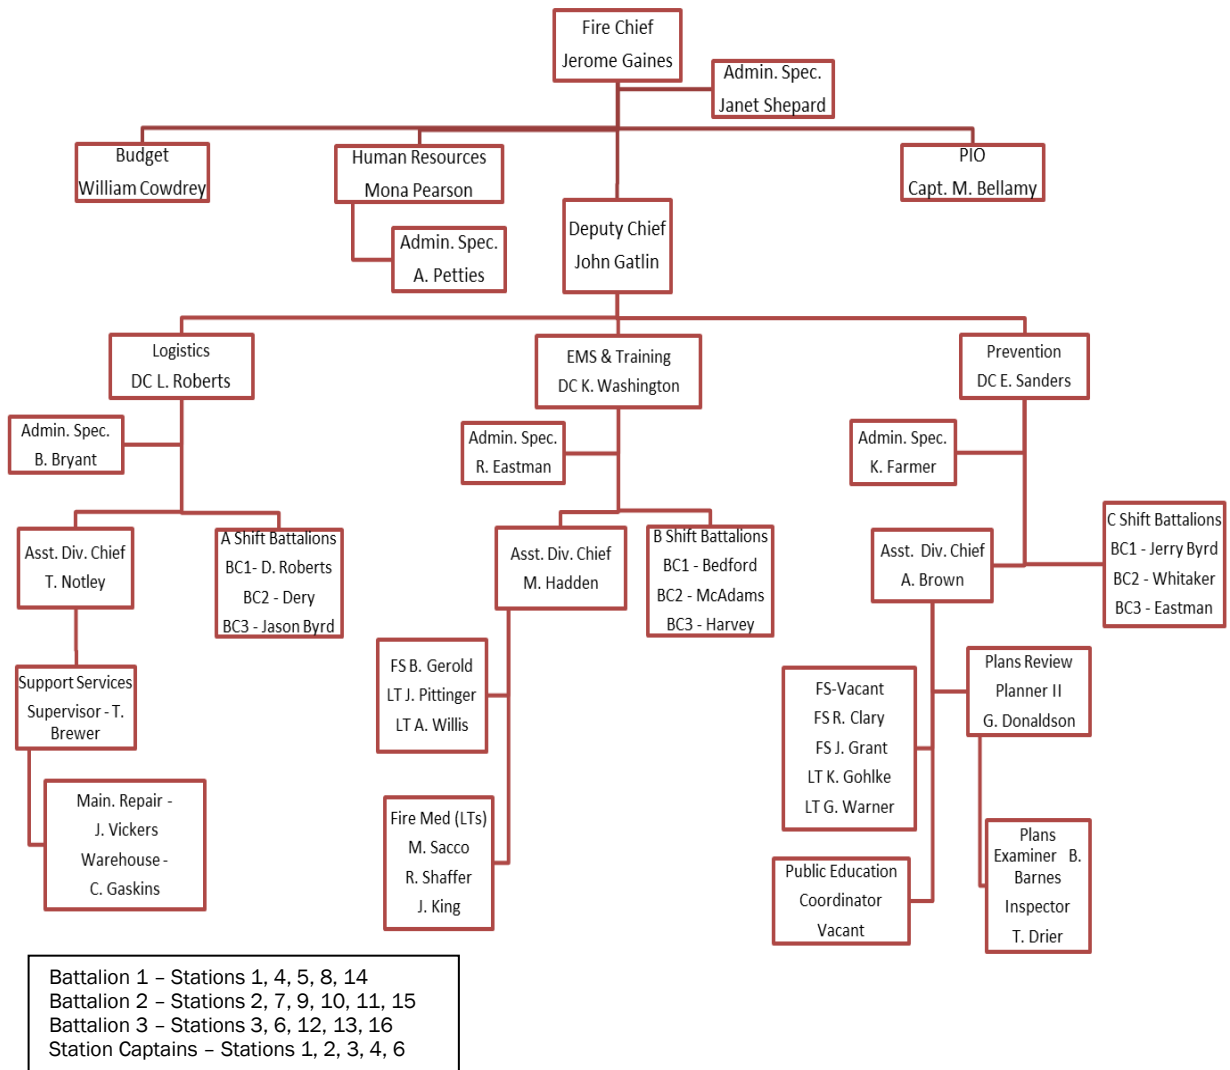 Fire Chief
Jerome Gaines
Admin. Spec.
Janet Shepard
Budget
William Cowdrey
Human Resources
Mona Pearson
PIO
Capt. M. Bellamy
Admin. Spec.
A. Petties
Deputy Chief
John Gatlin
Logistics
DC L. Roberts
EMS & Training
DC K. Washington
Prevention
DC E. Sanders
Admin. Spec.
B. Bryant
Admin. Spec.
R. Eastman
Admin. Spec.
K. Farmer
Asst. Div. Chief
T. Notley
A Shift Battalions
BC1- D. Roberts
BC2 - Dery
BC3 - Jason Byrd
Asst. Div. Chief
M. Hadden
B Shift Battalions
BC1 - Bedford
BC2 - McAdams
BC3 - Harvey
Asst. Div. Chief
A. Brown
C Shift Battalions
BC1 - Jerry Byrd
BC2 - Whitaker
BC3 - Eastman
Support Services
Supervisor - T.
Brewer
Main. Repair -
J. Vickers
Warehouse -
C. Gaskins
FS B. Gerold
LT J. Pittinger
LT A. Willis
Fire Med (LTs)
M. Sacco
R. Shaffer
J. King
FS-Vacant
FS R. Clary
FS J. Grant
LT K. Gohlke
LT G. Warner
Plans Review
Planner II
G. Donaldson
Public Education
Coordinator
Vacant
Plans
Examiner B.
Barnes
Inspector
T. Drier
Battalion 1 – Stations 1, 4, 5, 8, 14
Battalion 2 – Stations 2, 7, 9, 10, 11, 15
Battalion 3 – Stations 3, 6, 12, 13, 16
Station Captains – Stations 1, 2, 3, 4, 6